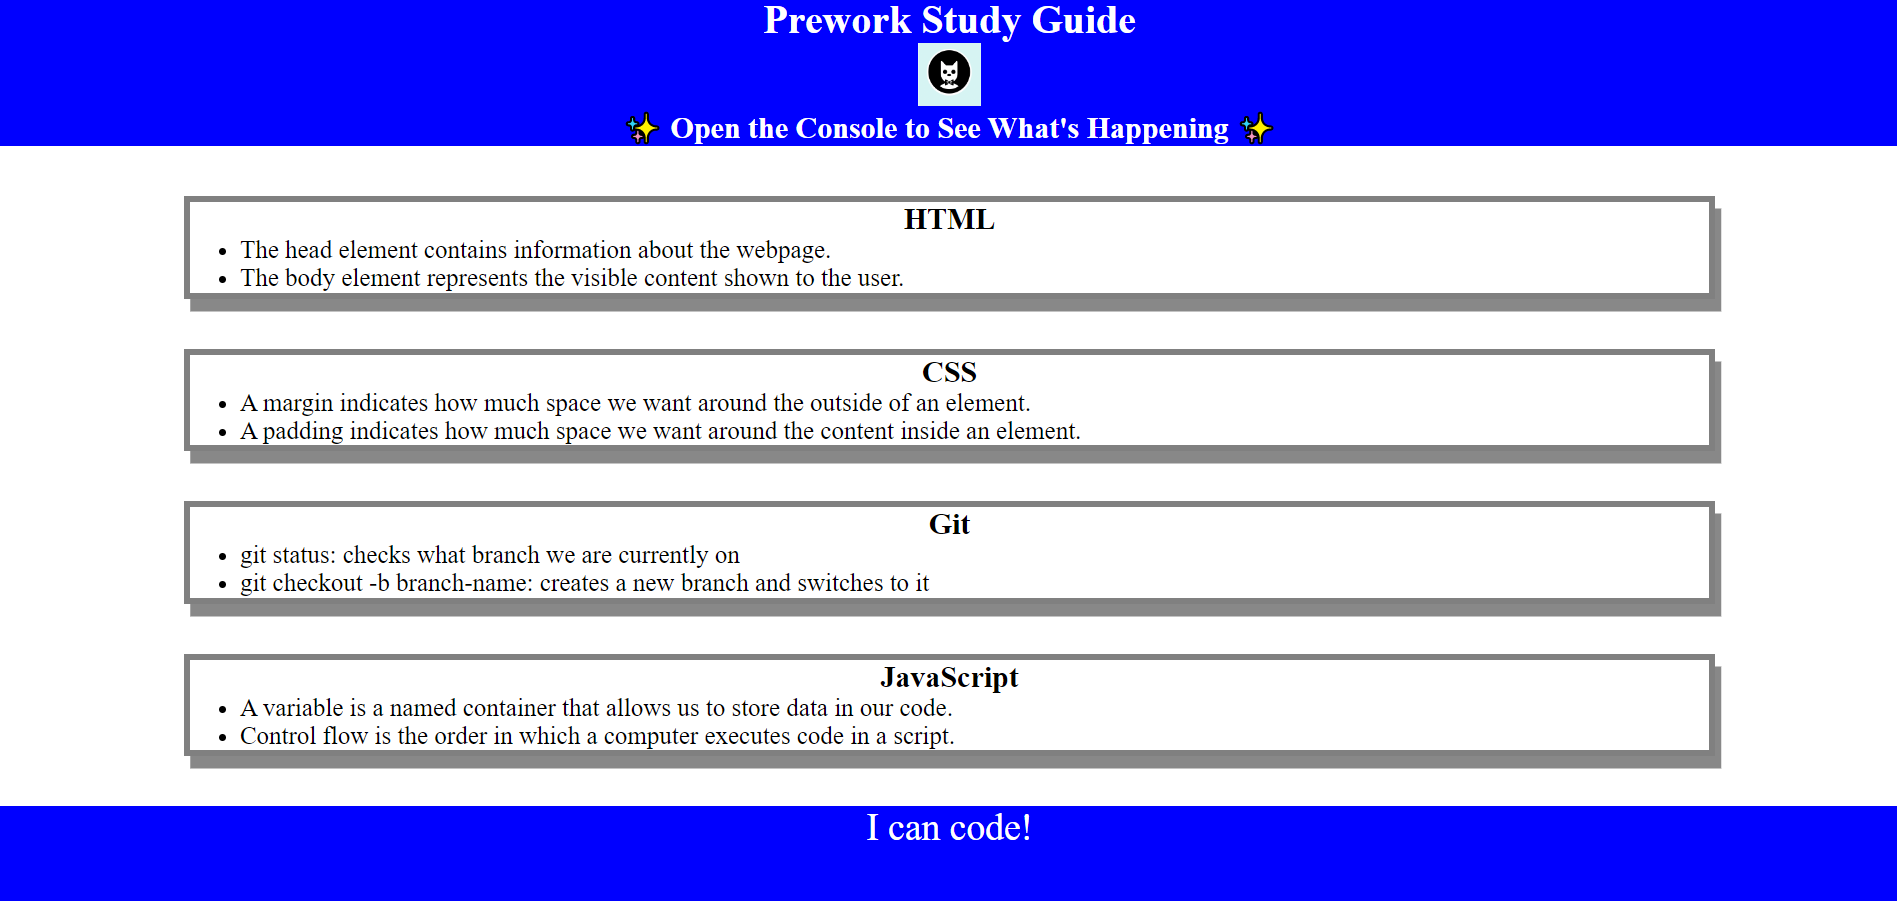 Prework Study Guide
✨ Open the Console to See What's Happening ✨
HTML
• The head element contains information about the webpage.
• The body element represents the visible content shown to the user.
CSS
• A margin indicates how much space we want around the outside of an element.
• A padding indicates how much space we want around the content inside an element.
Git
• git status: checks what branch we are currently on
• git checkout -b branch-name: creates a new branch and switches to it
JavaScript
• A variable is a named container that allows us to store data in our code.
• Control flow is the order in which a computer executes code in a script.
I can code!